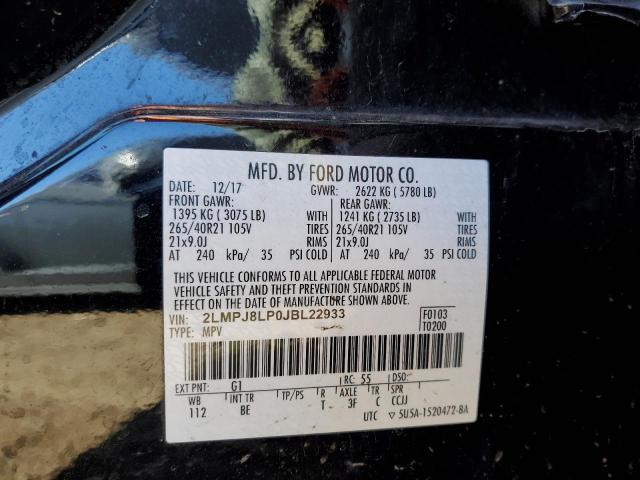 MFD. BY FORD MOTOR CO.
DATE: 12/17 GVWR: 2622 KG ( 5780 LB)
FRONT GAWR: REAR GAWR:
1395 KG ( 3075 LB) WITH 1241 KG ( 2735 LB) WITH
265/40R21 105V TIRES 265/40R21 105V TIRES
21x9.0J RIMS 21x9.0J RIMS
AT 240 kPa/ 35 PSI COLD AT 240 kPa/ 35 PSI COLD
THIS VEHICLE CONFORMS TO ALL APPLICABLE FEDERAL MOTOR
VEHICLE SAFETY AND THEFT PREVENTION STANDARDS
IN EFFECT ON THE DATE OF MANUFACTURE SHOWN ABOVE.
VIN: 2LMPJ8LP0JBL22933 F0103
TYPE: MPV T0200
EXT PNT: G1 RC: 55 DSO:
WB INT TR TP/PS R AXLE TR SPR
112 BE T 3F C CCJJ
UTC ▽ 5U5A-1520472-BA